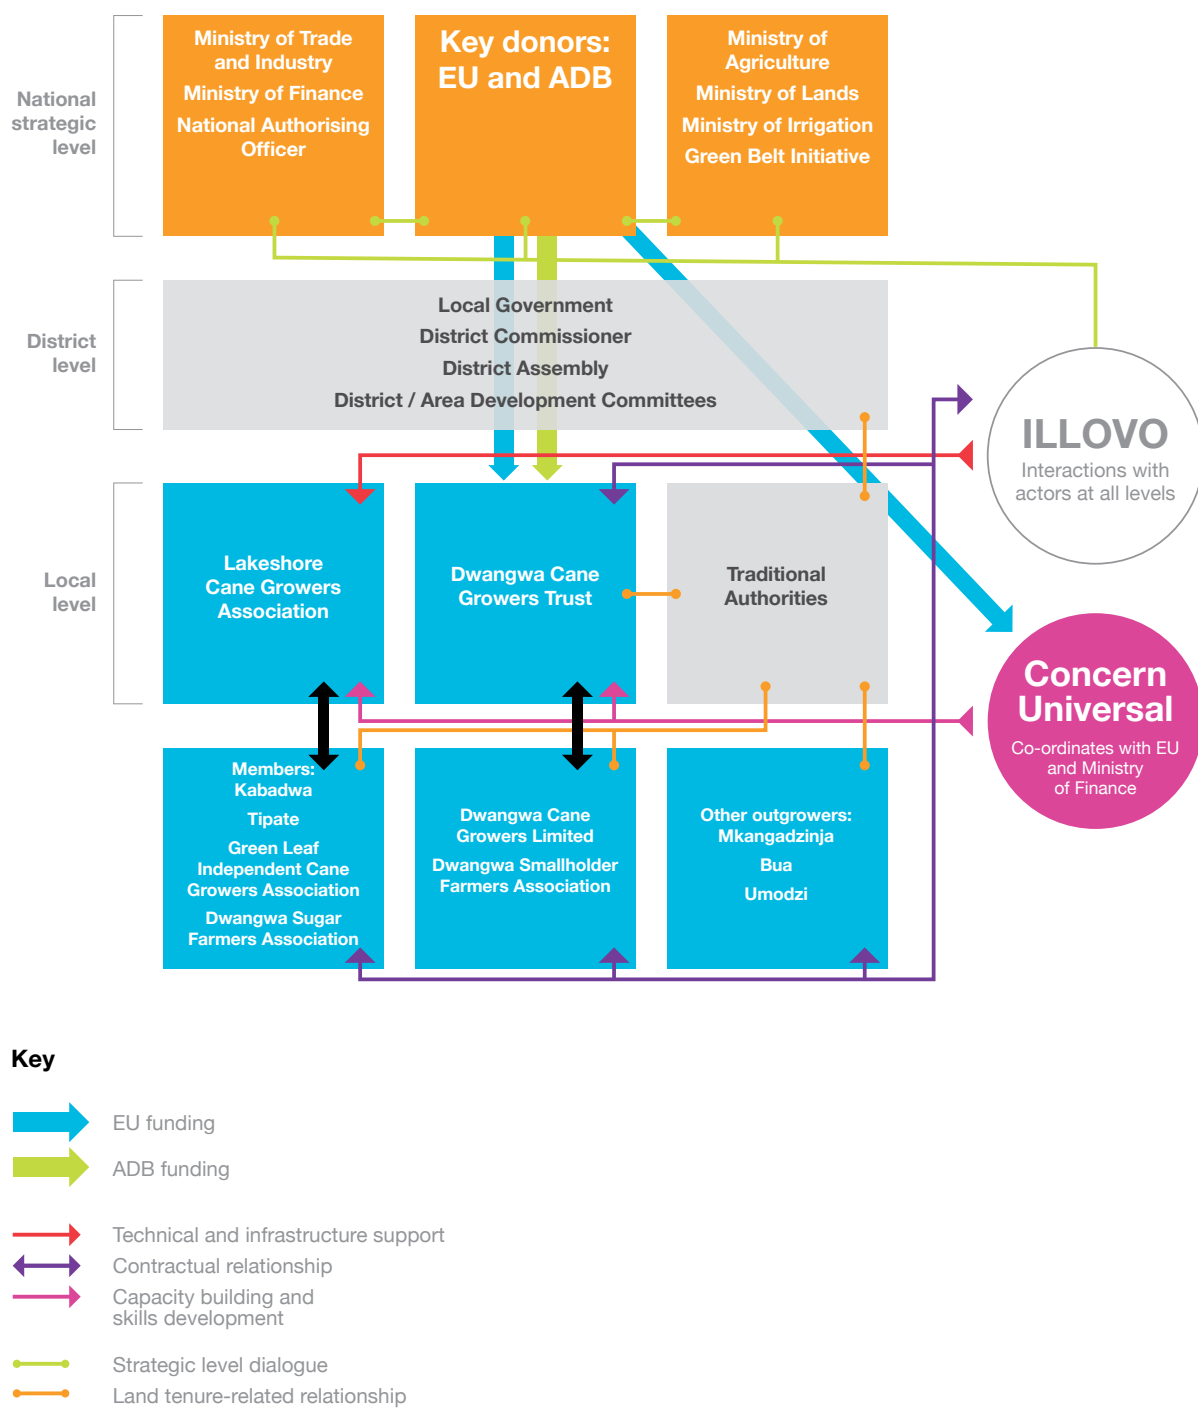 National
strategic
level
Ministry of Trade
and Industry
Ministry of Finance
National Authorising
Officer
Key donors:
EU and ADB
Ministry of
Agriculture
Ministry of Lands
Ministry of Irrigation
Green Belt Initiative
District
level
Local Government
District Commissioner
District Assembly
District / Area Development Committees
ILLOVO
Interactions with
actors at all levels
Local
level
Lakeshore
Cane Growers
Association
Dwangwa Cane
Growers Trust
Traditional
Authorities
Concern
Universal
Co-ordinates with EU
and Ministry
of Finance
Members:
Kabadwa
Tipate
Green Leaf
Independent Cane
Growers Association
Dwangwa Sugar
Farmers Association
Dwangwa Cane
Growers Limited
Dwangwa Smallholder
Farmers Association
Other outgrowers:
Mkangadzinja
Bua
Umodzi
Key
EU funding
ADB funding
Technical and infrastructure support
Contractual relationship
Capacity building and
skills development
Strategic level dialogue
Land tenure-related relationship